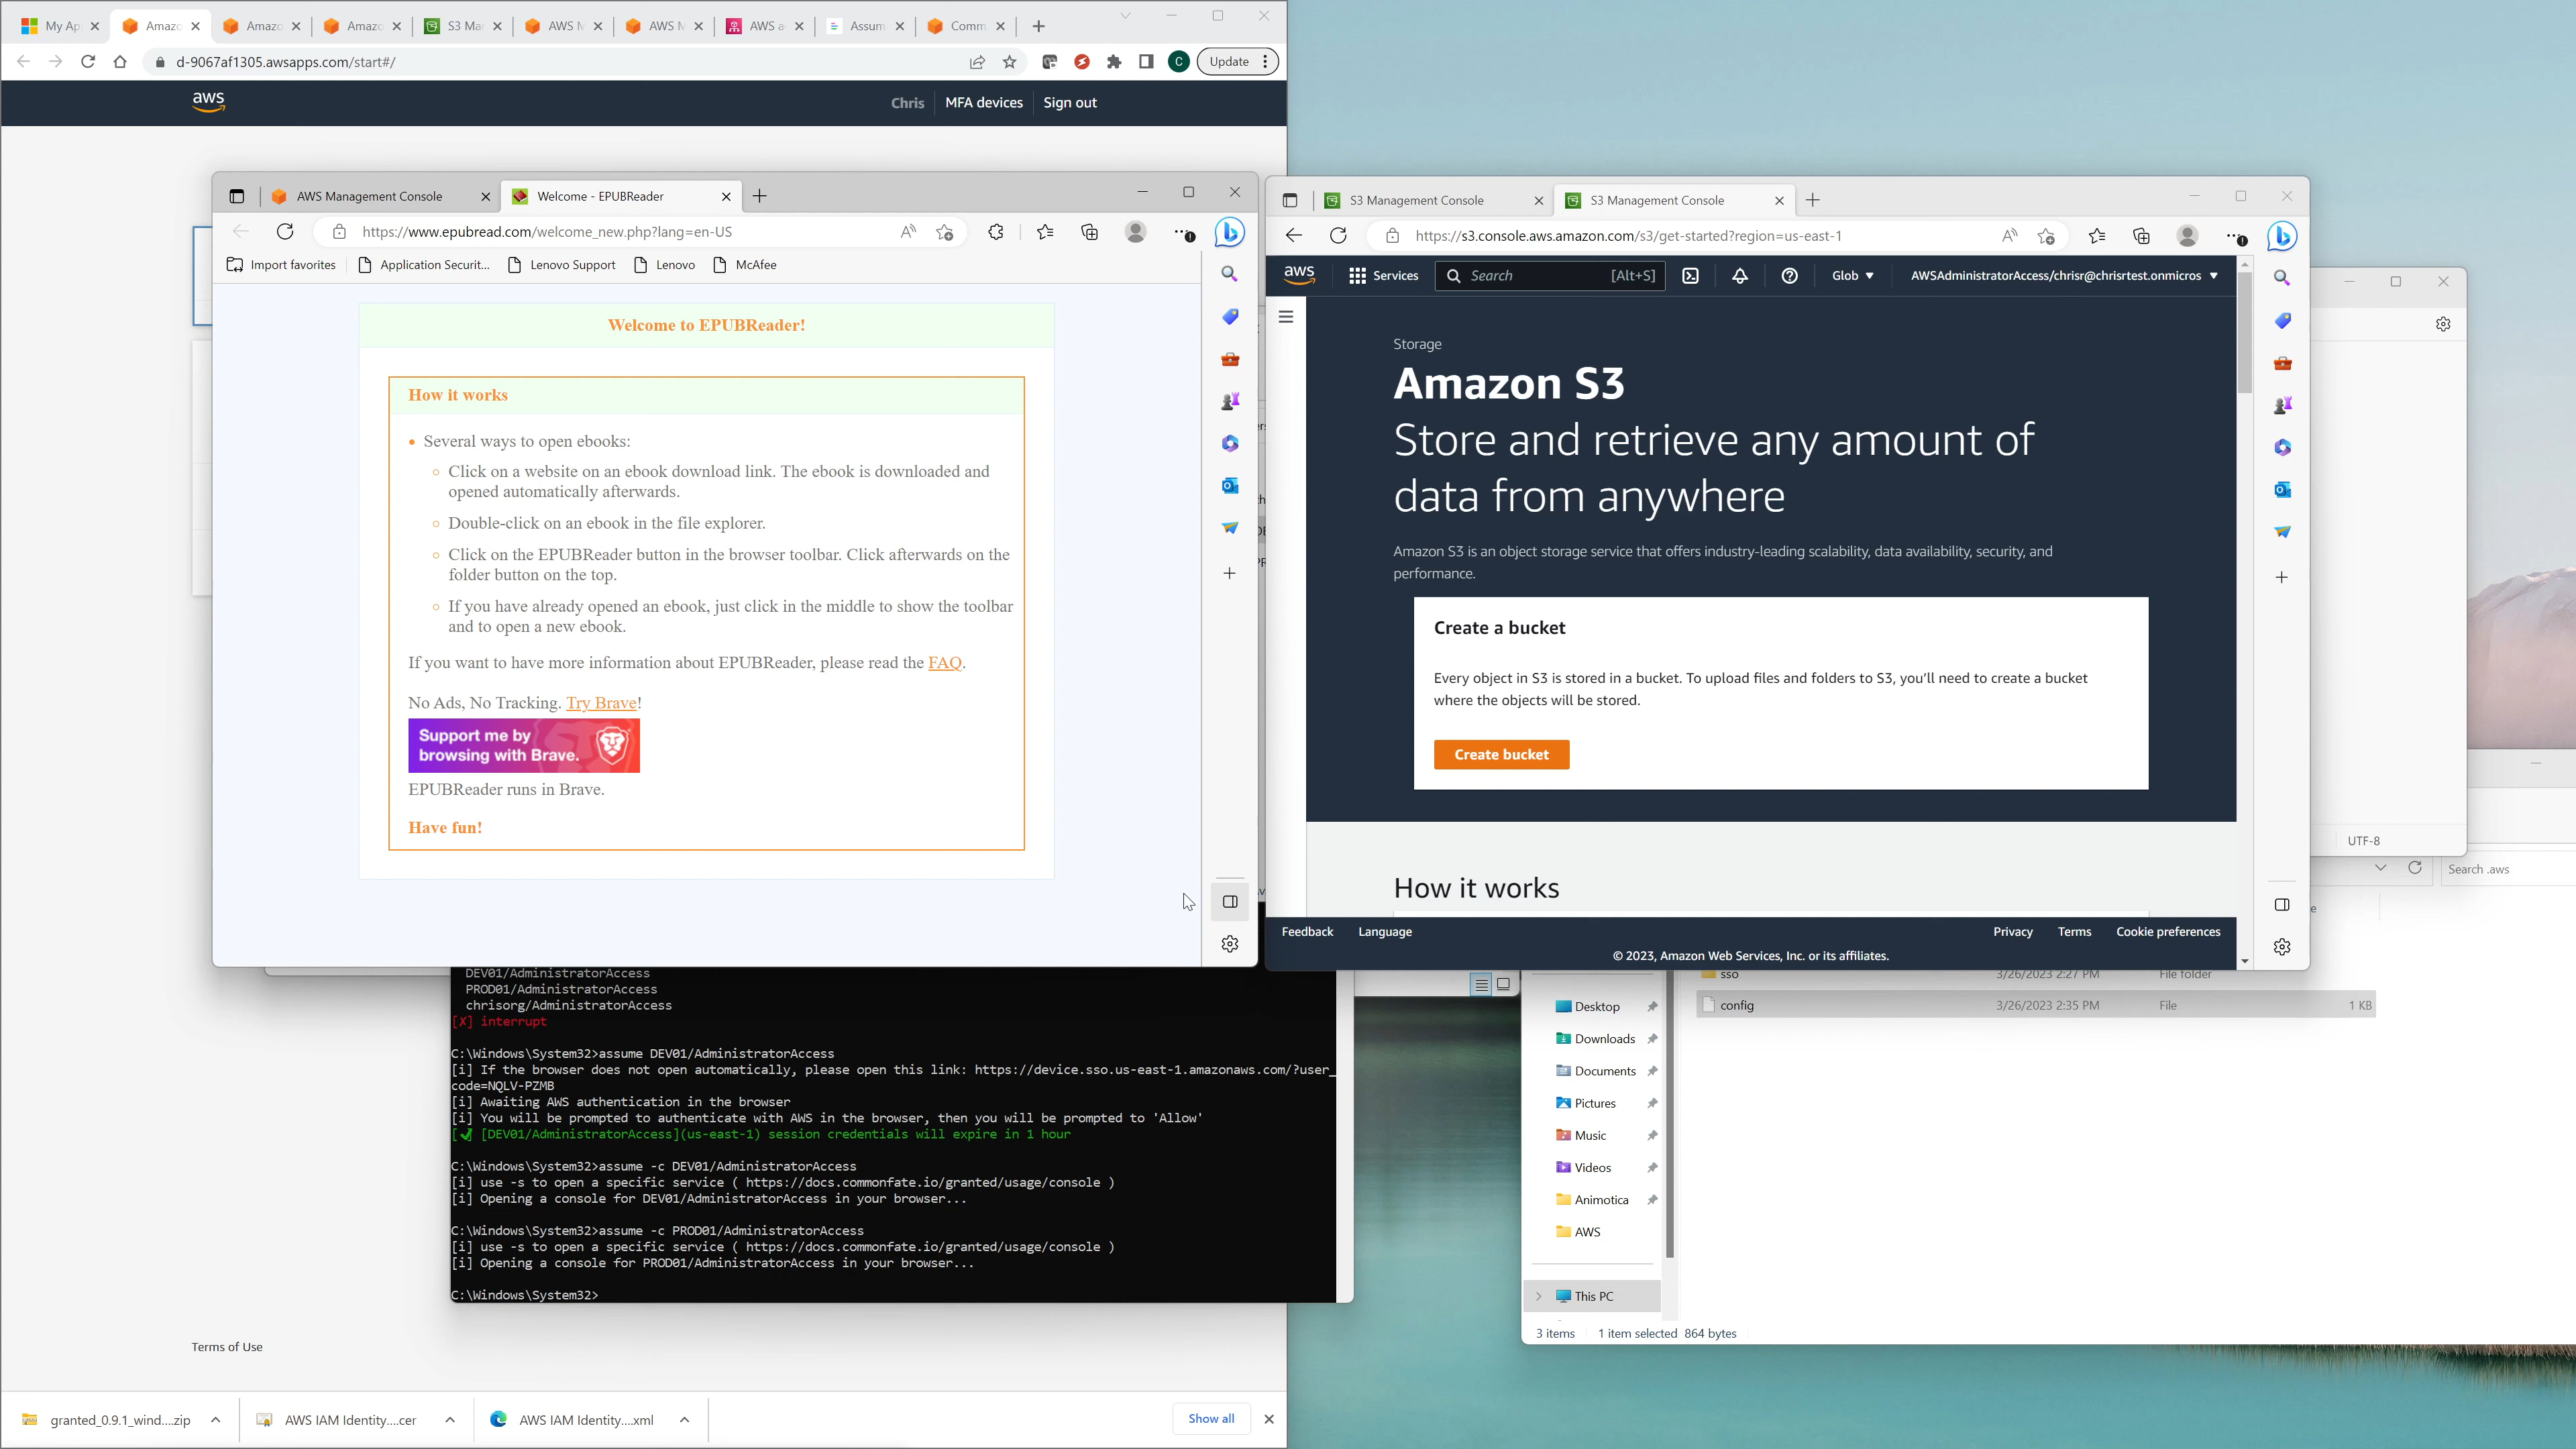 My Ap
Amazo
Amazo
Amazo
S3 Ma
AWS M
AWS M
AWS a
Assum
Comm
d-9067af1305.awsapps.com/start#/
Update
aws
Chris
MFA devices
Sign out
AWS Management Console
Welcome - EPUBReader
https://www.epubread.com/welcome_new.php?lang=en-US
Import favorites
Application Securit...
Lenovo Support
Lenovo
McAfee
Welcome to EPUBReader!
How it works
Several ways to open ebooks:
Click on a website on an ebook download link. The ebook is downloaded and
opened automatically afterwards.
Double-click on an ebook in the file explorer.
Click on the EPUBReader button in the browser toolbar. Click afterwards on the
folder button on the top.
If you have already opened an ebook, just click in the middle to show the toolbar
and to open a new ebook.
If you want to have more information about EPUBReader, please read the FAQ.
No Ads, No Tracking. Try Brave!
Support me by
browsing with Brave.
EPUBReader runs in Brave.
Have fun!
S3 Management Console
S3 Management Console
https://s3.console.aws.amazon.com/s3/get-started?region=us-east-1
aws
Services
Search
[Alt+S]
Glob
AWSAdministratorAccess/chrisr@chrisrtest.onmicros
Storage
Amazon S3
Store and retrieve any amount of
data from anywhere
Amazon S3 is an object storage service that offers industry-leading scalability, data availability, security, and
performance.
Create a bucket
Every object in S3 is stored in a bucket. To upload files and folders to S3, you'll need to create a bucket
where the objects will be stored.
Create bucket
How it works
Feedback
Language
Privacy
Terms
Cookie preferences
© 2023, Amazon Web Services, Inc. or its affiliates.
UTF-8
Search .aws
DEV01/AdministratorAccess
PROD01/AdministratorAccess
chrisorg/AdministratorAccess
[X] interrupt
C:\Windows\System32>assume DEV01/AdministratorAccess
[i] If the browser does not open automatically, please open this link: https://device.sso.us-east-1.amazonaws.com/?user_
code=NQLV-PZMB
[i] Awaiting AWS authentication in the browser
[i] You will be prompted to authenticate with AWS in the browser, then you will be prompted to 'Allow'
[✔] [DEV01/AdministratorAccess](us-east-1) session credentials will expire in 1 hour
C:\Windows\System32>assume -c DEV01/AdministratorAccess
[i] use -s to open a specific service ( https://docs.commonfate.io/granted/usage/console )
[i] Opening a console for DEV01/AdministratorAccess in your browser...
C:\Windows\System32>assume -c PROD01/AdministratorAccess
[i] use -s to open a specific service ( https://docs.commonfate.io/granted/usage/console )
[i] Opening a console for PROD01/AdministratorAccess in your browser...
C:\Windows\System32>
sso
3/26/2023 2:27 PM
File folder
config
3/26/2023 2:35 PM
File
1 KB
Desktop
Downloads
Documents
Pictures
Music
Videos
Animotica
AWS
This PC
3 items
1 item selected 864 bytes
Terms of Use
granted_0.9.1_wind....zip
AWS IAM Identity....cer
AWS IAM Identity....xml
Show all